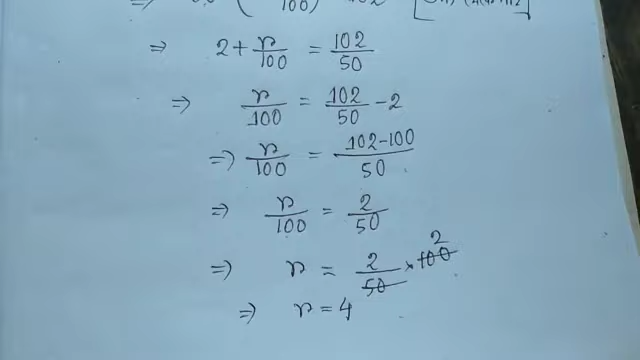 ⇒ 2 + r/100 = 102/50
⇒ r/100 = 102/50 - 2
⇒ r/100 = 102-100/50
⇒ r/100 = 2/50
⇒ r = 2/50 × 100 2
⇒ r = 4